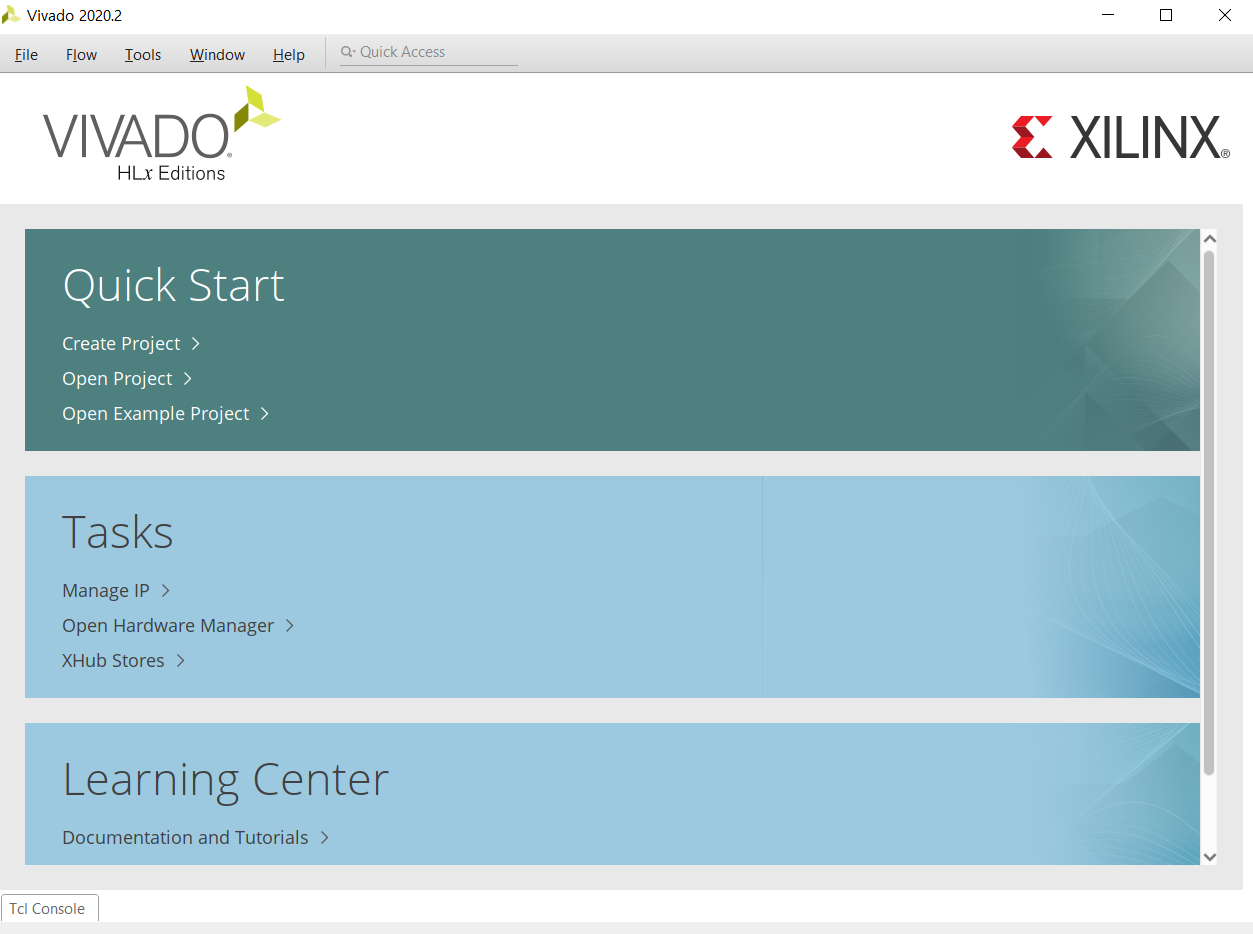 Vivado 2020.2
File Flow Tools Window Help Quick Access
VIVADO.
HLx Editions
XILINX®
Quick Start
Create Project
Open Project
Open Example Project
Tasks
Manage IP
Open Hardware Manager
XHub Stores
Learning Center
Documentation and Tutorials
Tcl Console